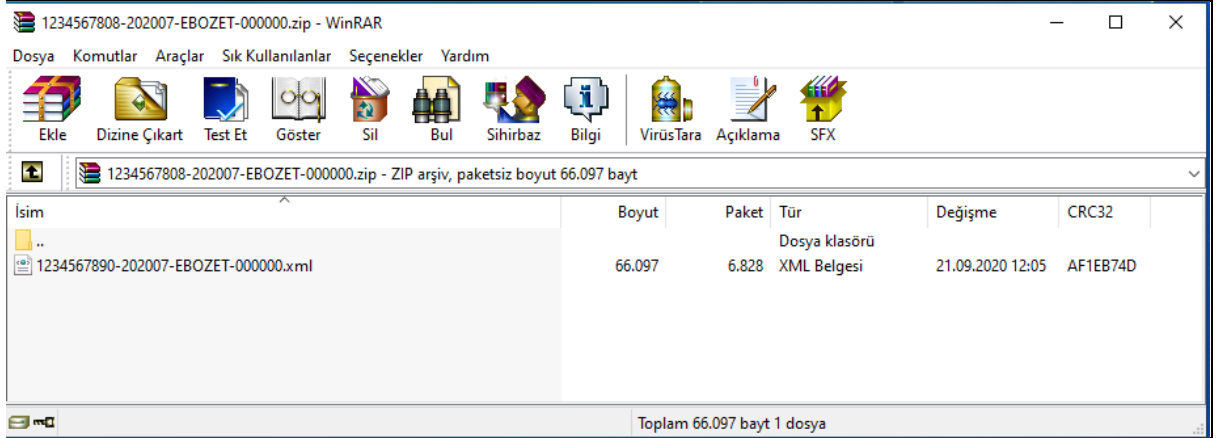 1234567808-202007-EBOZET-000000.zip - WinRAR
Dosya Komutlar Araçlar Sık Kullanılanlar Seçenekler Yardım
Ekle Dizine Çıkart Test Et Göster Sil Bul Sihirbaz Bilgi VirüsTara Açıklama SFX
1234567808-202007-EBOZET-000000.zip - ZIP arşiv, paketsiz boyut 66.097 bayt
İsim Boyut Paket Tür Değişme CRC32
.. Dosya klasörü
1234567890-202007-EBOZET-000000.xml 66.097 6.828 XML Belgesi 21.09.2020 12:05 AF1EB74D
Toplam 66.097 bayt 1 dosya